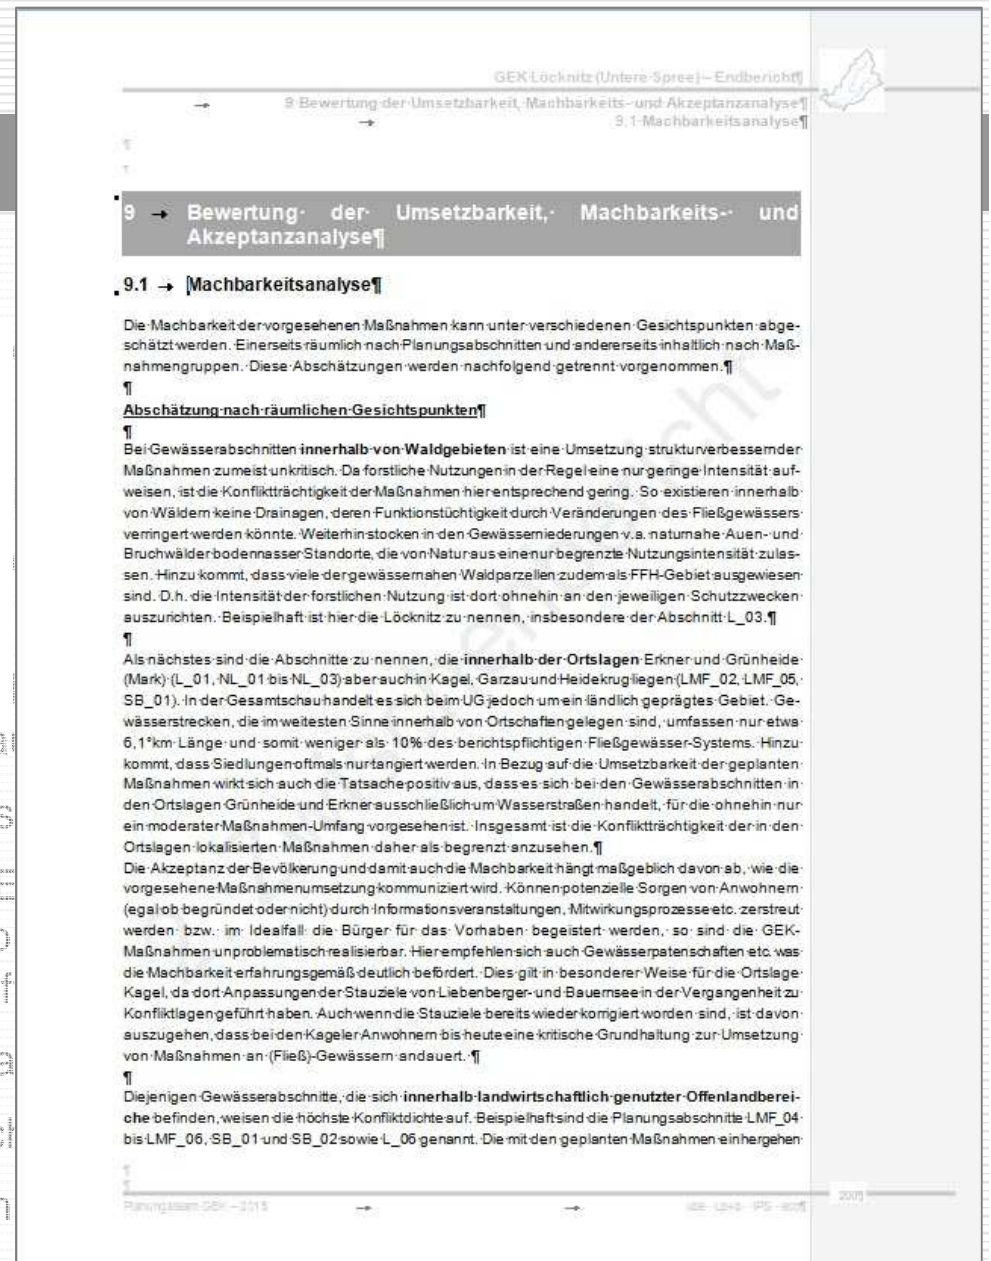 GEK Löcknitz (Untere Spree) – Endbericht¶
→ 9 Bewertung der Umsetzbarkeit, Machbarkeits- und Akzeptanzanalyse¶
→ 9.1 Machbarkeitsanalyse¶
¶
¶
9 → Bewertung der Umsetzbarkeit, Machbarkeits- und
Akzeptanzanalyse¶
9.1 → Machbarkeitsanalyse¶
Die Machbarkeit der vorgesehenen Maßnahmen kann unter verschiedenen Gesichtspunkten abge-
schätzt werden. Einerseits räumlich nach Planungsabschnitten und andererseits inhaltlich nach Maß-
nahmengruppen. Diese Abschätzungen werden nachfolgend getrennt vorgenommen.¶
¶
Abschätzung nach räumlichen Gesichtspunkten¶
¶
Bei Gewässerabschnitten innerhalb von Waldgebieten ist eine Umsetzung strukturverbessernder
Maßnahmen zumeist unkritisch. Da forstliche Nutzungen in der Regel eine nur geringe Intensität auf-
weisen, ist die Konfliktträchtigkeit der Maßnahmen hier entsprechend gering. So existieren innerhalb
von Wäldern keine Drainagen, deren Funktionstüchtigkeit durch Veränderungen des Fließgewässers
verringert werden könnte. Weiterhin stocken in den Gewässerniederungen v.a. naturnahe Auen- und
Bruchwälder bodennasser Standorte, die von Natur aus eine nur begrenzte Nutzungsintensität zulas-
sen. Hinzu kommt, dass viele der gewässernahen Waldparzellen zudem als FFH-Gebiet ausgewiesen
sind. D.h. die Intensität der forstlichen Nutzung ist dort ohnehin an den jeweiligen Schutzzwecken
auszurichten. Beispielhaft ist hier die Löcknitz zu nennen, insbesondere der Abschnitt L_03.¶
¶
Als nächstes sind die Abschnitte zu nennen, die innerhalb der Ortslagen Erkner und Grünheide
(Mark) (L_01, NL_01 bis NL_03) aber auch in Kagel, Garzau und Heidekrug liegen (LMF_02, LMF_05,
SB_01). In der Gesamtschau handelt es sich beim UG jedoch um ein ländlich geprägtes Gebiet. Ge-
wässerstrecken, die im weitesten Sinne innerhalb von Ortschaften gelegen sind, umfassen nur etwa
6,1°km Länge und somit weniger als 10% des berichtspflichtigen Fließgewässer-Systems. Hinzu
kommt, dass Siedlungen oftmals nur tangiert werden. In Bezug auf die Umsetzbarkeit der geplanten
Maßnahmen wirkt sich auch die Tatsache positiv aus, dass es sich bei den Gewässerabschnitten in
den Ortslagen Grünheide und Erkner ausschließlich um Wasserstraßen handelt, für die ohnehin nur
ein moderater Maßnahmen-Umfang vorgesehen ist. Insgesamt ist die Konfliktträchtigkeit der in den
Ortslagen lokalisierten Maßnahmen daher als begrenzt anzusehen.¶
Die Akzeptanz der Bevölkerung und damit auch die Machbarkeit hängt maßgeblich davon ab, wie die
vorgesehene Maßnahmenumsetzung kommuniziert wird. Können potenzielle Sorgen von Anwohnern
(egal ob begründet oder nicht) durch Informationsveranstaltungen, Mitwirkungsprozesse etc. zerstreut
werden bzw. im Idealfall die Bürger für das Vorhaben begeistert werden, so sind die GEK-
Maßnahmen unproblematisch realisierbar. Hier empfehlen sich auch Gewässerpatenschaften etc. was
die Machbarkeit erfahrungsgemäß deutlich befördert. Dies gilt in besonderer Weise für die Ortslage
Kagel, da dort Anpassungen der Stauziele von Liebenberger- und Bauernsee in der Vergangenheit zu
Konfliktlagen geführt haben. Auch wenn die Stauziele bereits wieder korrigiert worden sind, ist davon
auszugehen, dass bei den Kageler Anwohnern bis heute eine kritische Grundhaltung zur Umsetzung
von Maßnahmen an (Fließ)-Gewässern andauert. ¶
¶
Diejenigen Gewässerabschnitte, die sich innerhalb landwirtschaftlich genutzter Offenlandberei-
che befinden, weisen die höchste Konfliktdichte auf. Beispielhaft sind die Planungsabschnitte LMF_04
bis LMF_06, SB_01 und SB_02 sowie L_06 genannt. Die mit den geplanten Maßnahmen einhergehen
¶
¶
Planungsteam GEK – 2015 → →